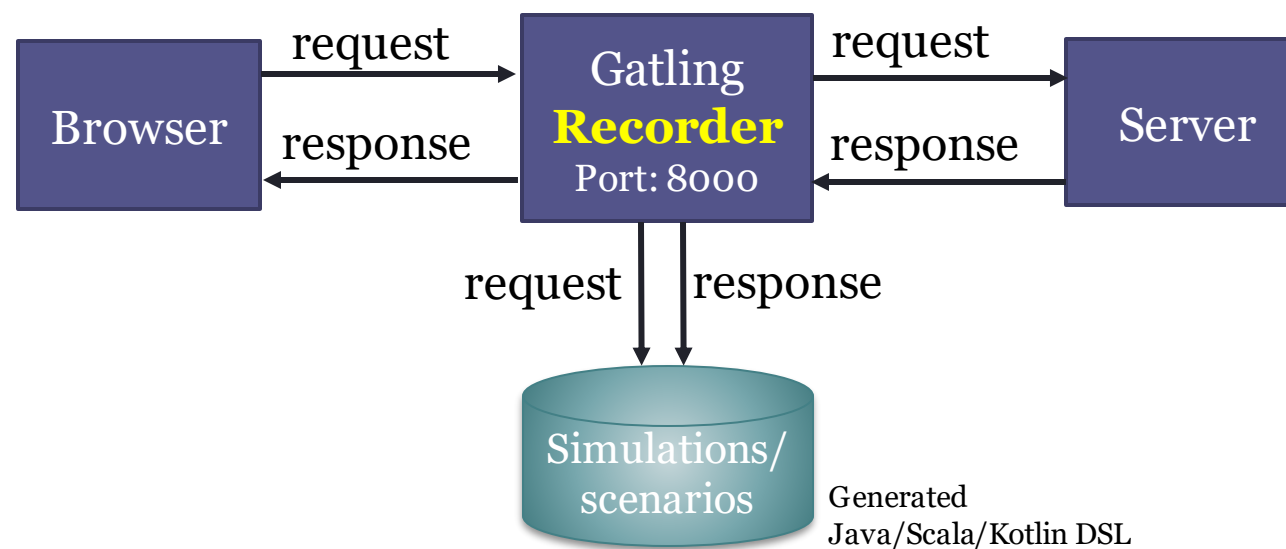 request
Browser
response
Gatling
Recorder
Port: 8000
request
response
Server
request
response
Simulations/
scenarios
Generated
Java/Scala/Kotlin DSL